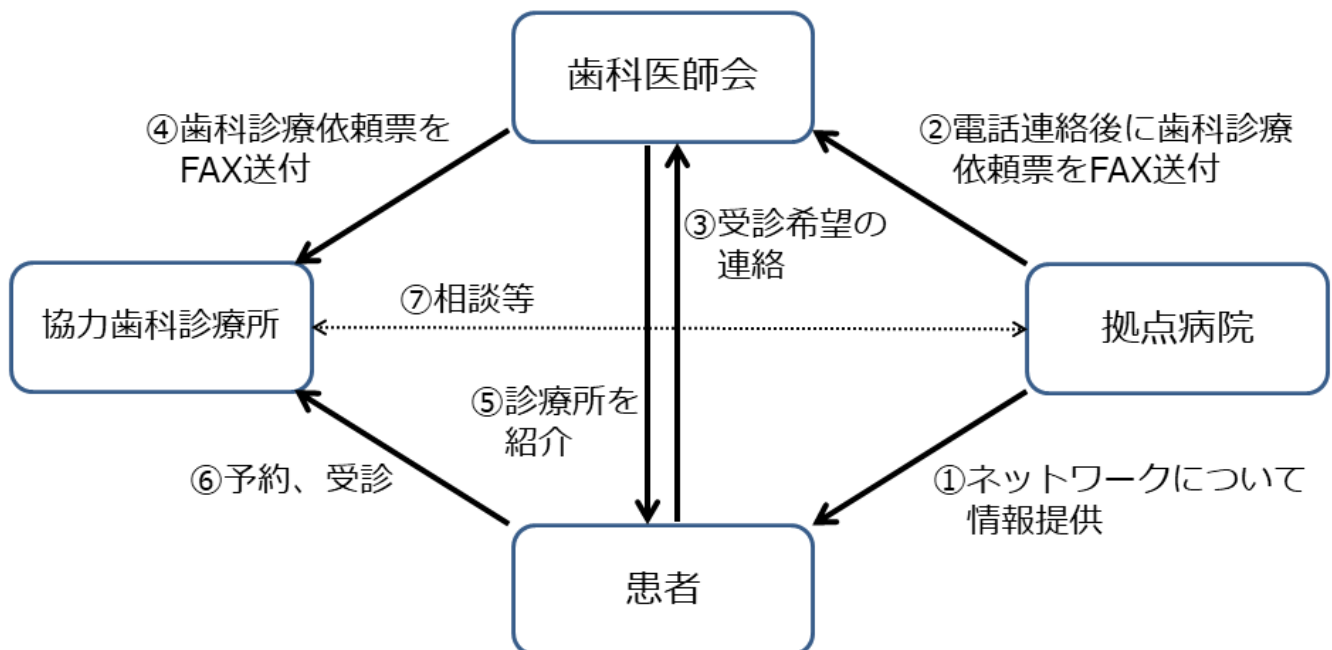 歯科医師会
④歯科診療依頼票を
FAX送付
②電話連絡後に歯科診療
依頼票をFAX送付
③受診希望の
連絡
協力歯科診療所
⑦相談等
拠点病院
⑤診療所を
紹介
⑥予約、受診
①ネットワークについて
情報提供
患者